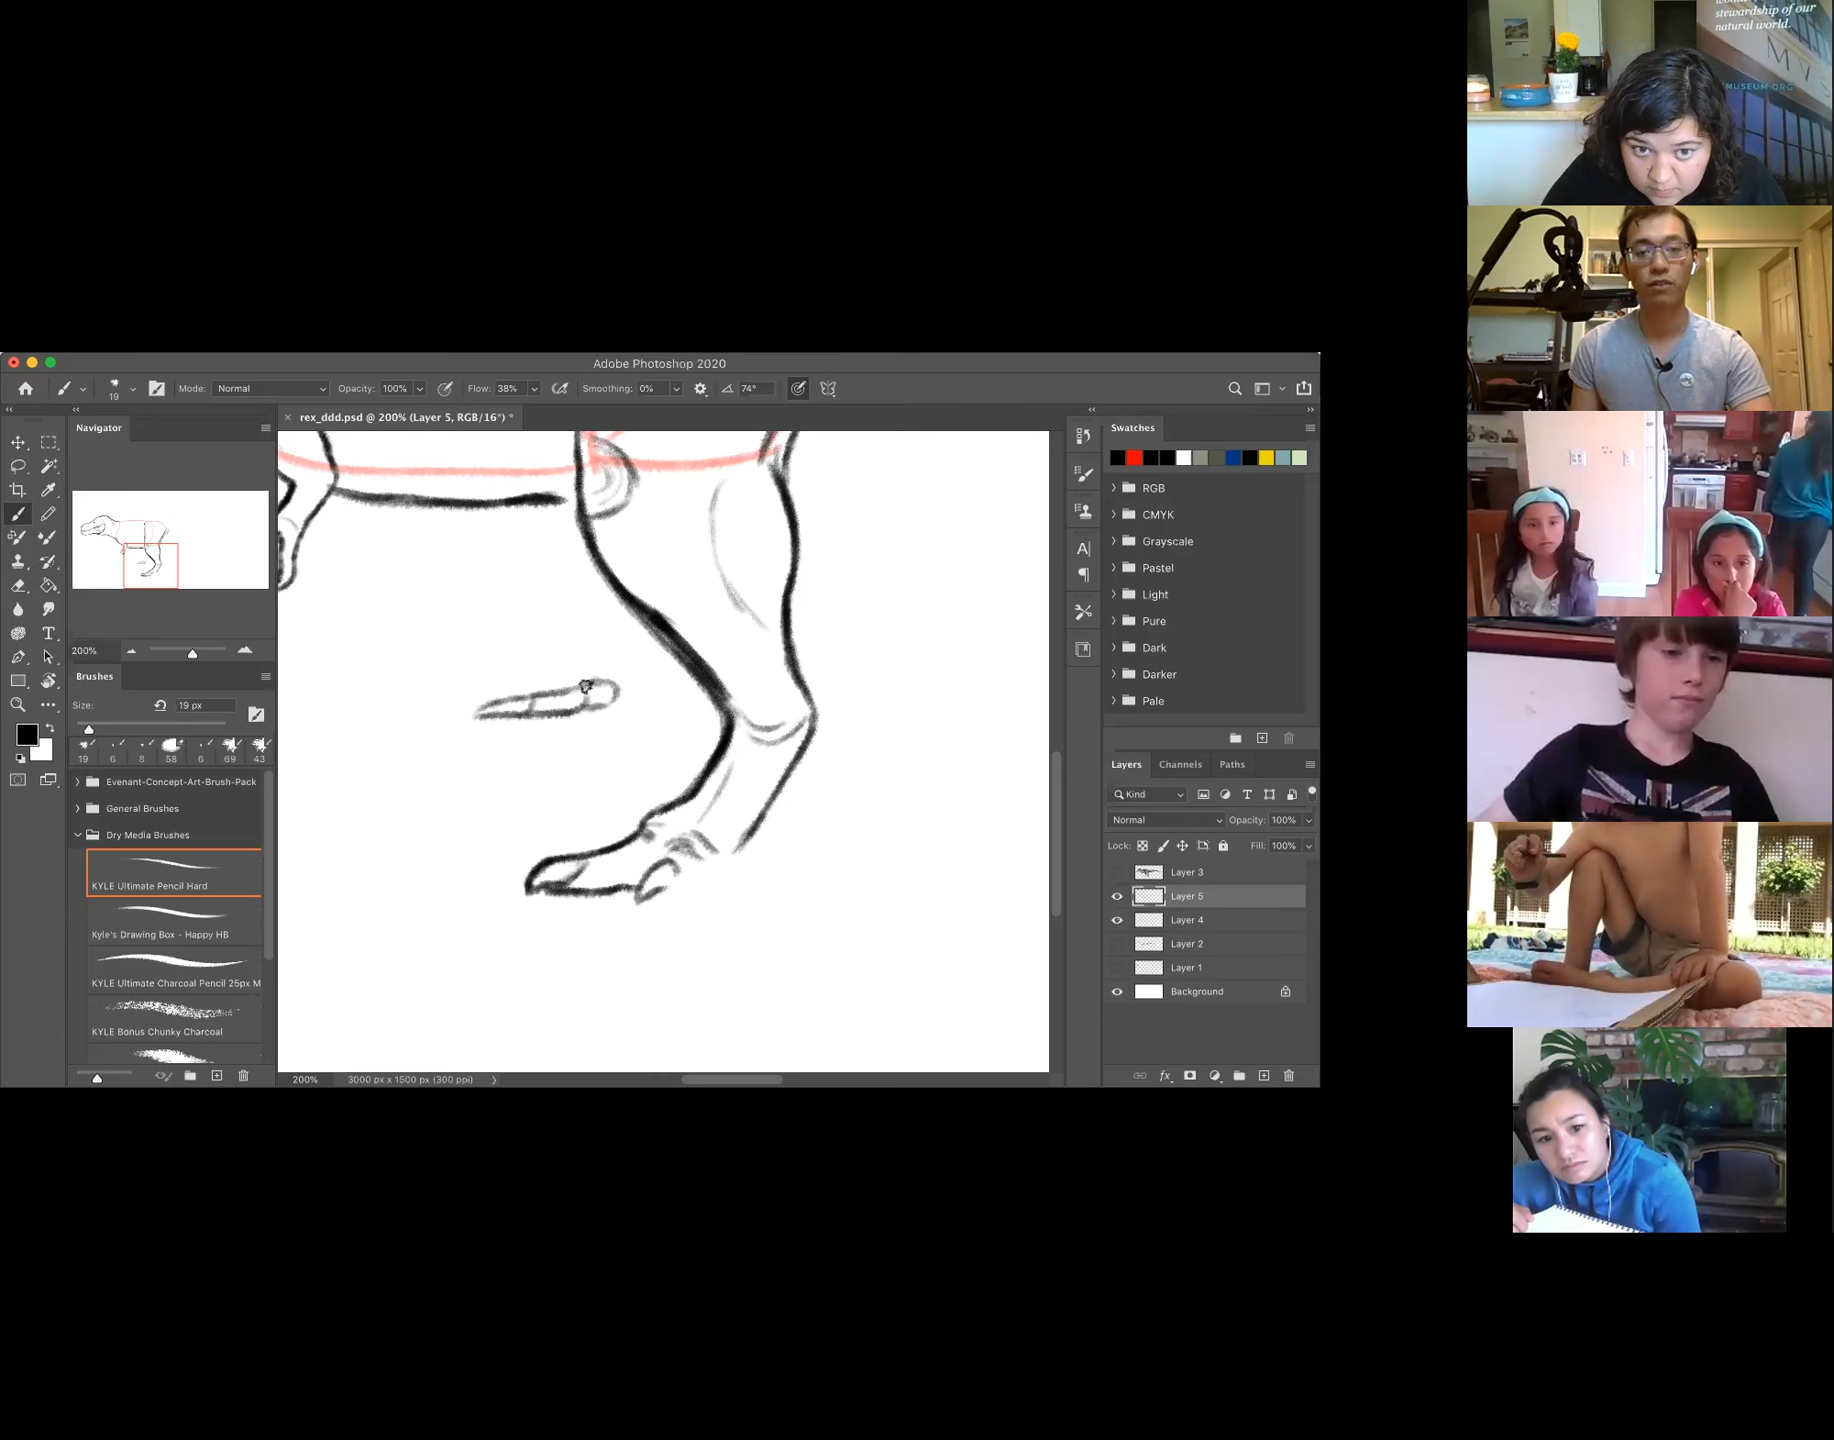 stewardship of our
natural world.
MV
MUSEUM.ORG
Adobe Photoshop 2020
19
Mode: Normal
Opacity: 100%
Flow: 38%
Smoothing: 0%
74°
Navigator
rex_ddd.psd @ 200% (Layer 5, RGB/16*) *
Swatches
RGB
CMYK
Grayscale
Pastel
Light
Pure
Dark
Darker
Pale
200%
Brushes
Size: 19 px
19 6 8 58 6 69 43
Evenant-Concept-Art-Brush-Pack
General Brushes
Dry Media Brushes
KYLE Ultimate Pencil Hard
Kyle's Drawing Box - Happy HB
KYLE Ultimate Charcoal Pencil 25px M
KYLE Bonus Chunky Charcoal
Layers Channels Paths
Kind
Normal Opacity: 100%
Lock: Fill: 100%
Layer 3
Layer 5
Layer 4
Layer 2
Layer 1
Background
200% 3000 px x 1500 px (300 ppi)
fx